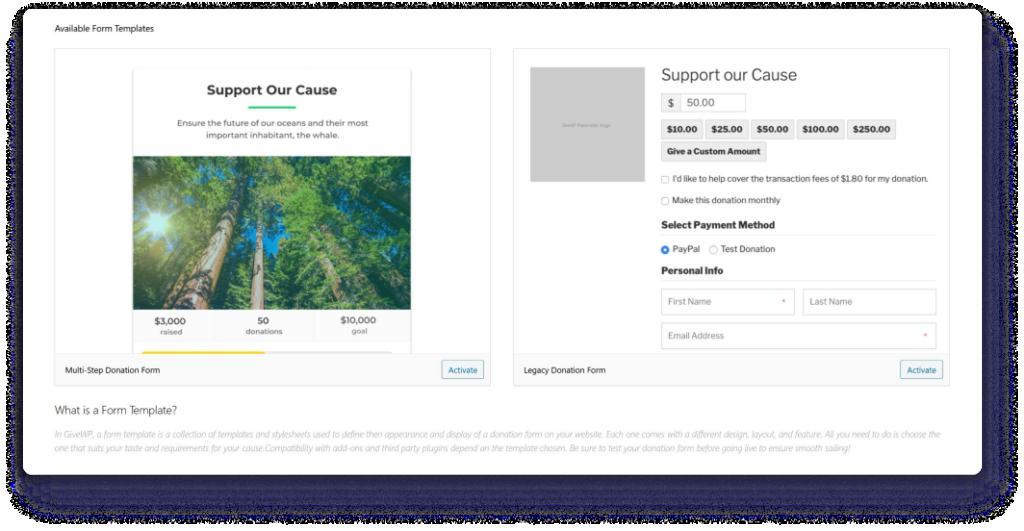 Available Form Templates
Support Our Cause
Ensure the future of our oceans and their most
important inhabitant, the whale.
$3,000
raised
50
donations
$10,000
goal
Multi-Step Donation Form
Activate
Support our Cause
$ 50.00
$10.00 $25.00 $50.00 $100.00 $250.00
Give a Custom Amount
I'd like to help cover the transaction fees of $1.80 for my donation.
Make this donation monthly
Select Payment Method
PayPal Test Donation
Personal Info
First Name * Last Name
Email Address *
Legacy Donation Form
Activate
What is a Form Template?
In GiveWP, a form template is a collection of templates and stylesheets used to define then appearance and display of a donation form on your website. Each one comes with a different design, layout, and feature. All you need to do is choose the
one that suits your taste and requirements for your cause.Compatibility with add-ons and third party plugins depend on the template chosen. Be sure to test your donation form before going live to ensure smooth sailing!